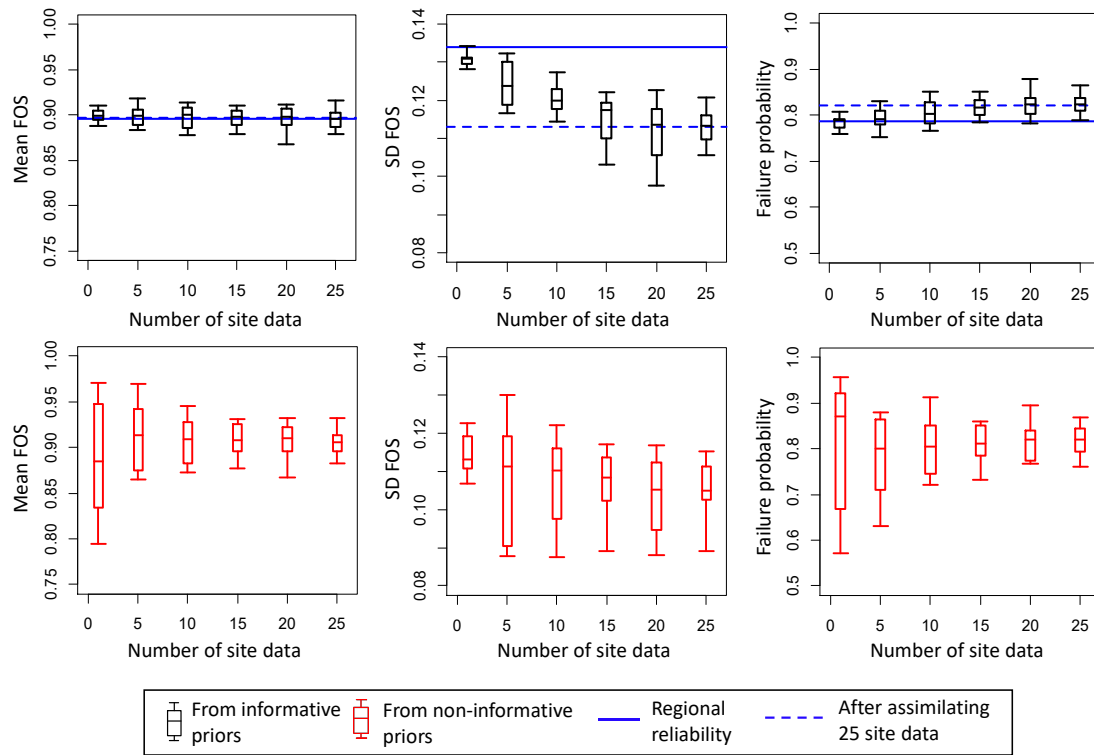 Mean FOS
1.00
0.95
0.90
0.85
0.80
0.75
0 5 10 15 20 25
Number of site data
SD FOS
0.14
0.12
0.10
0.08
0 5 10 15 20 25
Number of site data
Failure probability
1.0
0.9
0.8
0.7
0.6
0.5
0 5 10 15 20 25
Number of site data
Mean FOS
1.00
0.95
0.90
0.85
0.80
0.75
0 5 10 15 20 25
Number of site data
SD FOS
0.14
0.12
0.10
0.08
0 5 10 15 20 25
Number of site data
Failure probability
1.0
0.9
0.8
0.7
0.6
0.5
0 5 10 15 20 25
Number of site data
From informative
priors
From non-informative
priors
Regional
reliability
After assimilating
25 site data